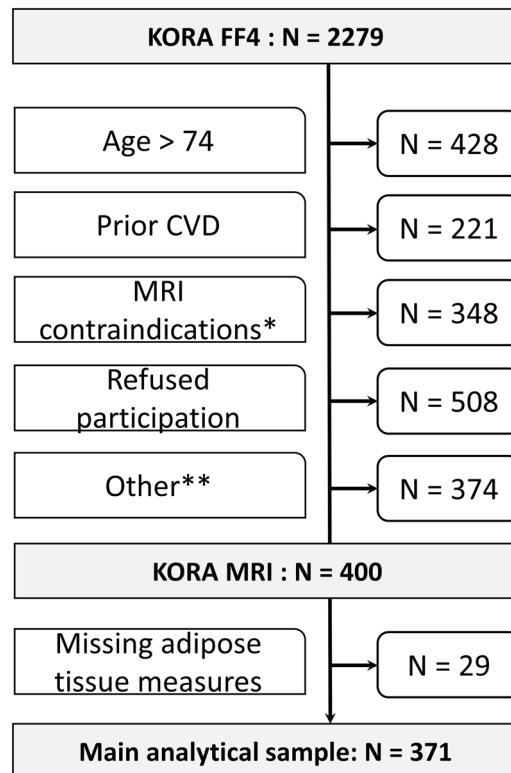 KORA FF4 : N = 2279
Age > 74
N = 428
Prior CVD
N = 221
MRI
contraindications*
N = 348
Refused
participation
N = 508
Other**
N = 374
KORA MRI : N = 400
Missing adipose
tissue measures
N = 29
Main analytical sample: N = 371